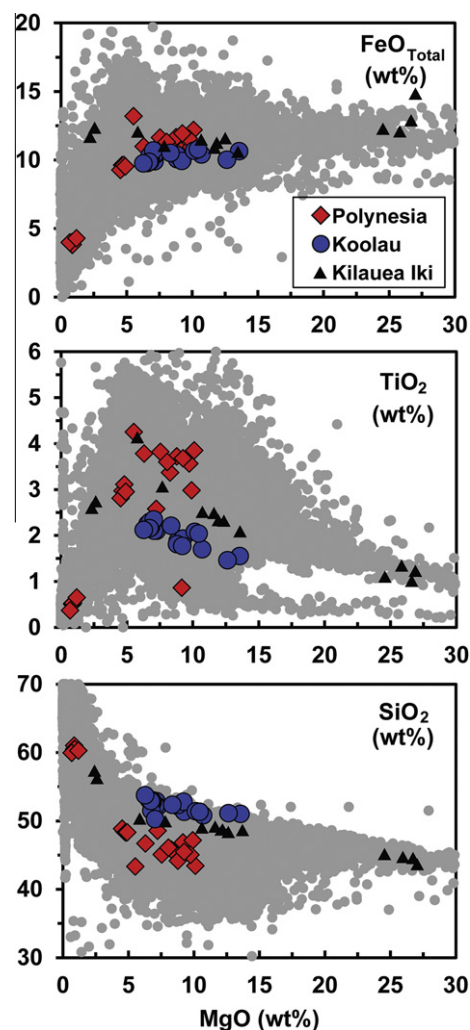 20
15
10
5
0
FeO_Total
(wt%)
Polynesia
Koolau
Kilauea Iki
0 5 10 15 20 25 30
6
5
4
3
2
1
0
TiO₂
(wt%)
0 5 10 15 20 25 30
70
60
50
40
30
SiO₂
(wt%)
0 5 10 15 20 25 30
MgO (wt%)